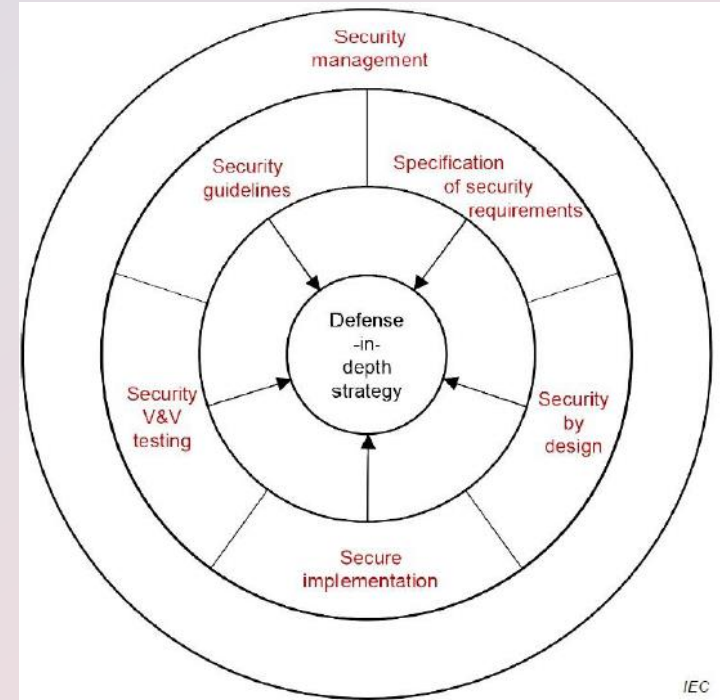 Security
management
Security
guidelines
Specification
of security
requirements
Defense
-in-
depth
strategy
Security
V&V
testing
Security
by
design
Secure
implementation
IEC